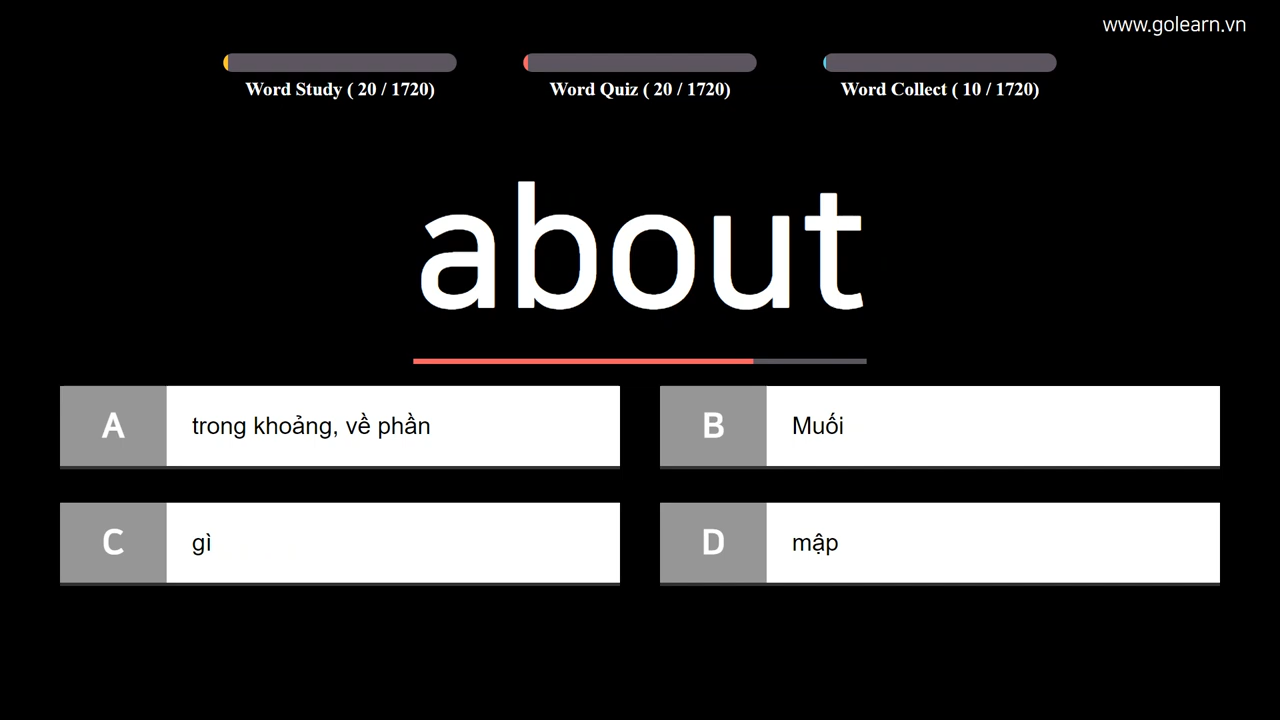 www.golearn.vn
Word Study ( 20 / 1720)
Word Quiz ( 20 / 1720)
Word Collect ( 10 / 1720)
about
A trong khoảng, về phần
B Muối
C gì
D mập